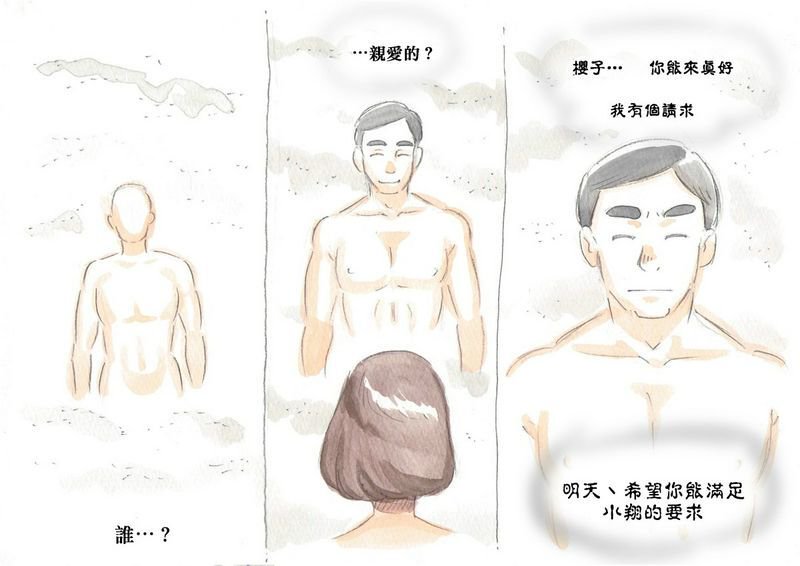 誰…？
…親愛的？
櫻子… 你能來真好
我有個請求
明天、希望你能滿足
小翔的要求